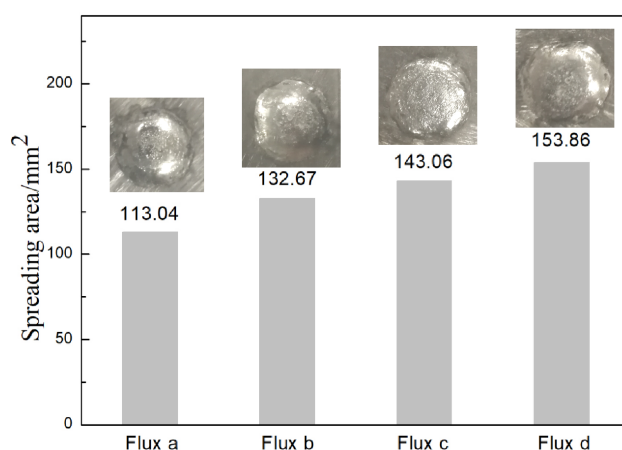 Spreading area/mm²
200
150
100
50
0
113.04
132.67
143.06
153.86
Flux a
Flux b
Flux c
Flux d